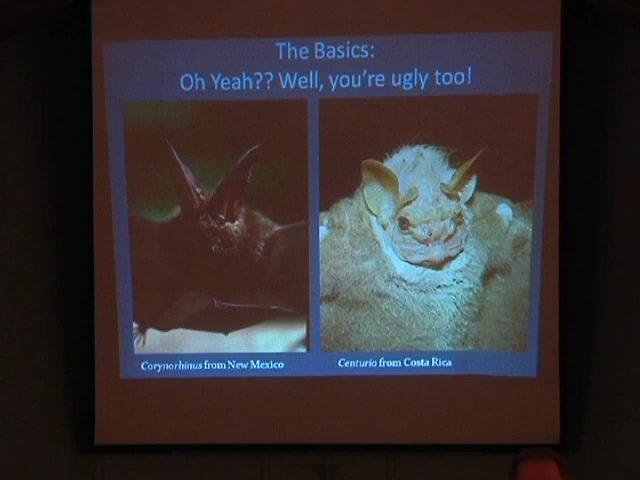 The Basics:
Oh Yeah?? Well, you're ugly too!
Corynorhinus from New Mexico
Centurio from Costa Rica